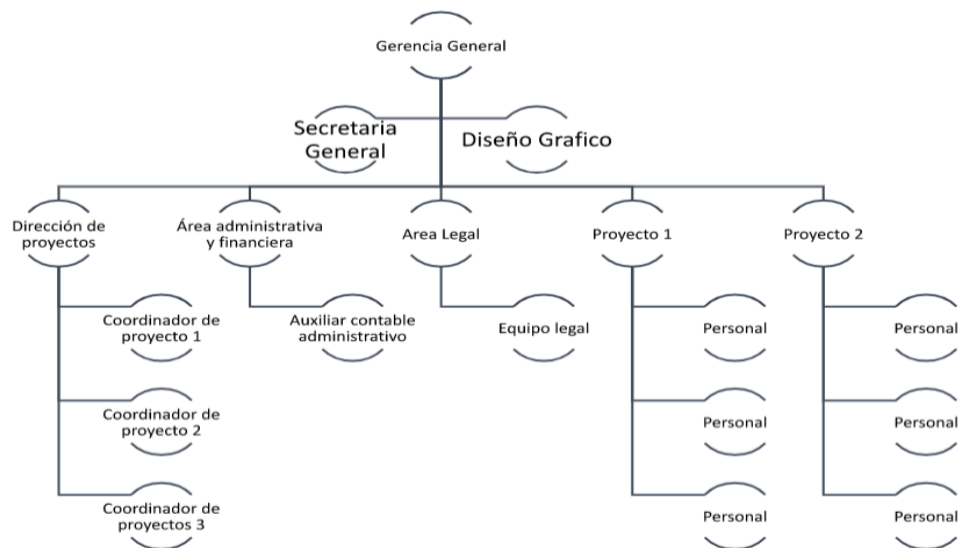 Gerencia General
Secretaria
General
Diseño Grafico
Dirección de
proyectos
Área administrativa
y financiera
Area Legal
Proyecto 1
Proyecto 2
Coordinador de
proyecto 1
Auxiliar contable
administrativo
Equipo legal
Personal
Personal
Coordinador de
proyecto 2
Personal
Personal
Coordinador de
proyectos 3
Personal
Personal